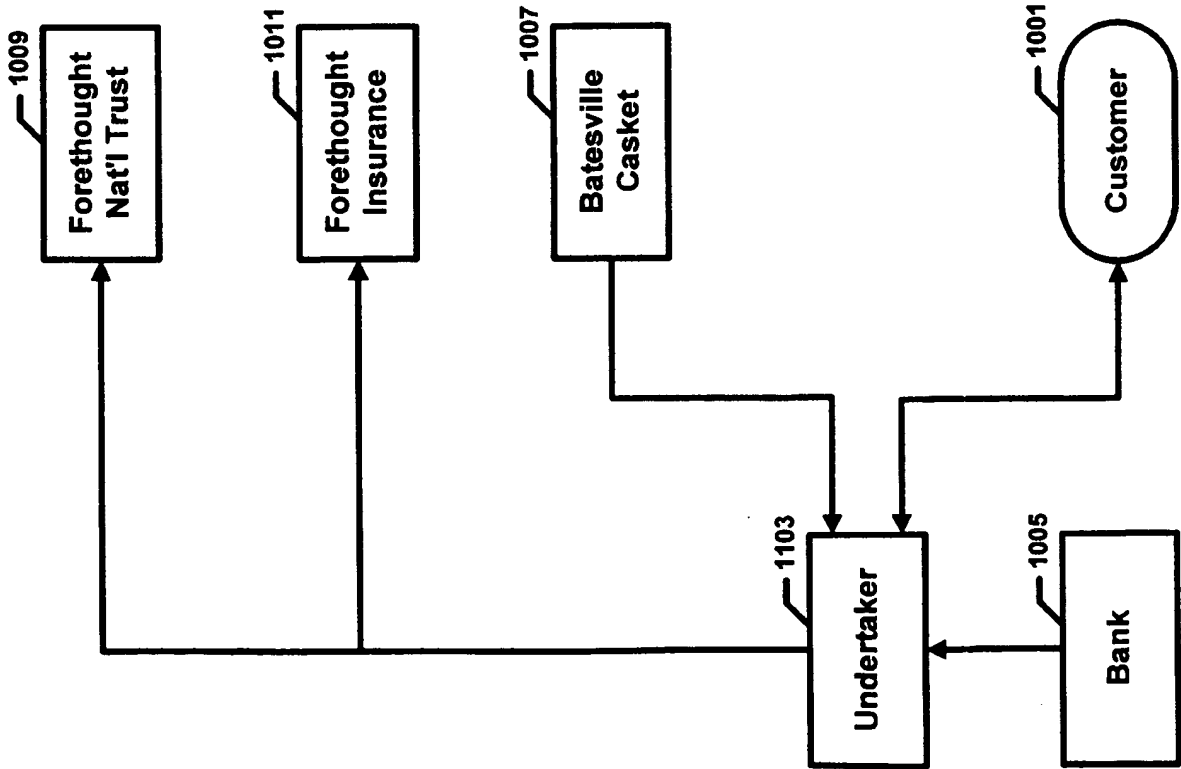 1009
Forethought
Nat'l Trust
1011
Forethought
Insurance
1007
Batesville
Casket
1103
Undertaker
1005
Bank
1001
Customer